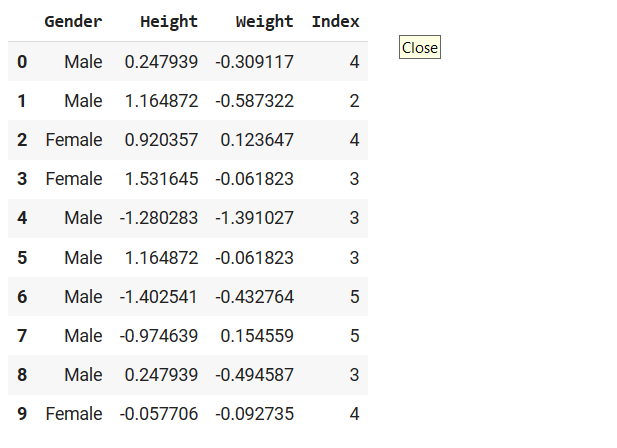 Gender Height Weight Index
Close
0 Male 0.247939 -0.309117 4
1 Male 1.164872 -0.587322 2
2 Female 0.920357 0.123647 4
3 Female 1.531645 -0.061823 3
4 Male -1.280283 -1.391027 3
5 Male 1.164872 -0.061823 3
6 Male -1.402541 -0.432764 5
7 Male -0.974639 0.154559 5
8 Male 0.247939 -0.494587 3
9 Female -0.057706 -0.092735 4